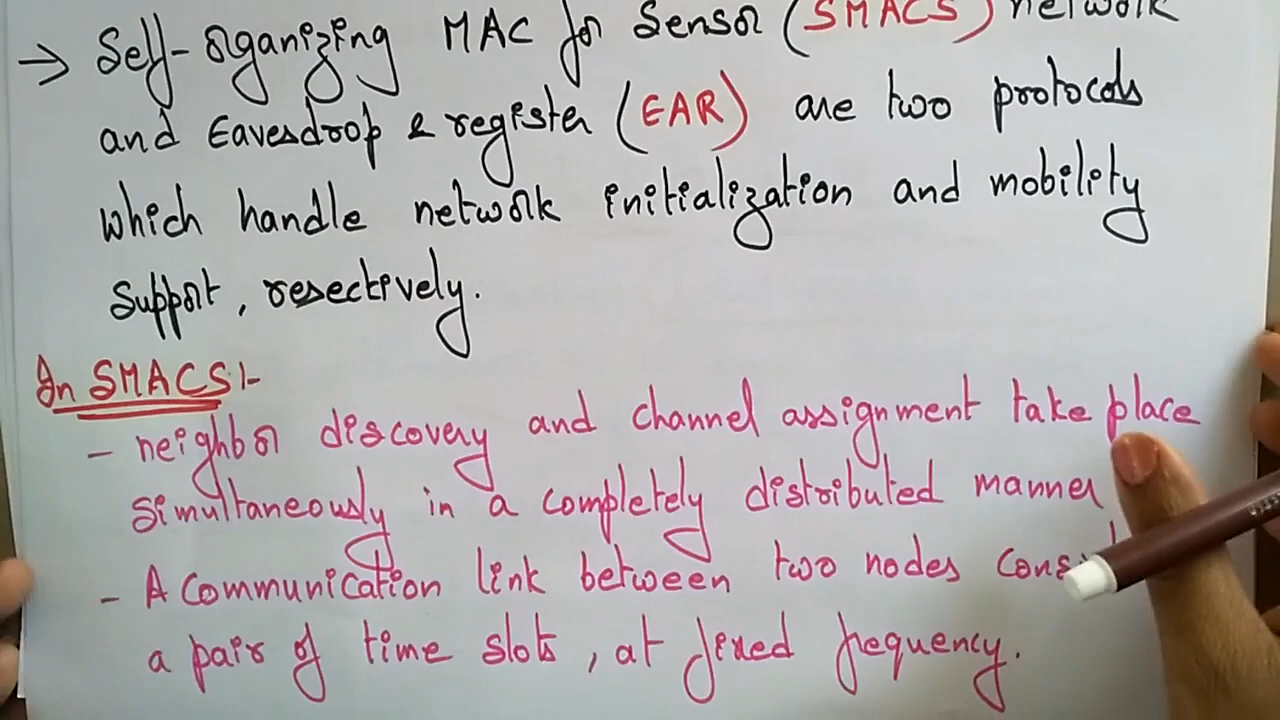 → Self-organizing MAC for Sensor (SMACS) network
and Eavesdrop & register (EAR) are two protocols
which handle network initialization and mobility
support, resectively.
In SMACS:-
- neighbor discovery and channel assignment take place
simultaneously in a completely distributed manner
- A communication link between two nodes
a pair of time slots, at fixed frequency.